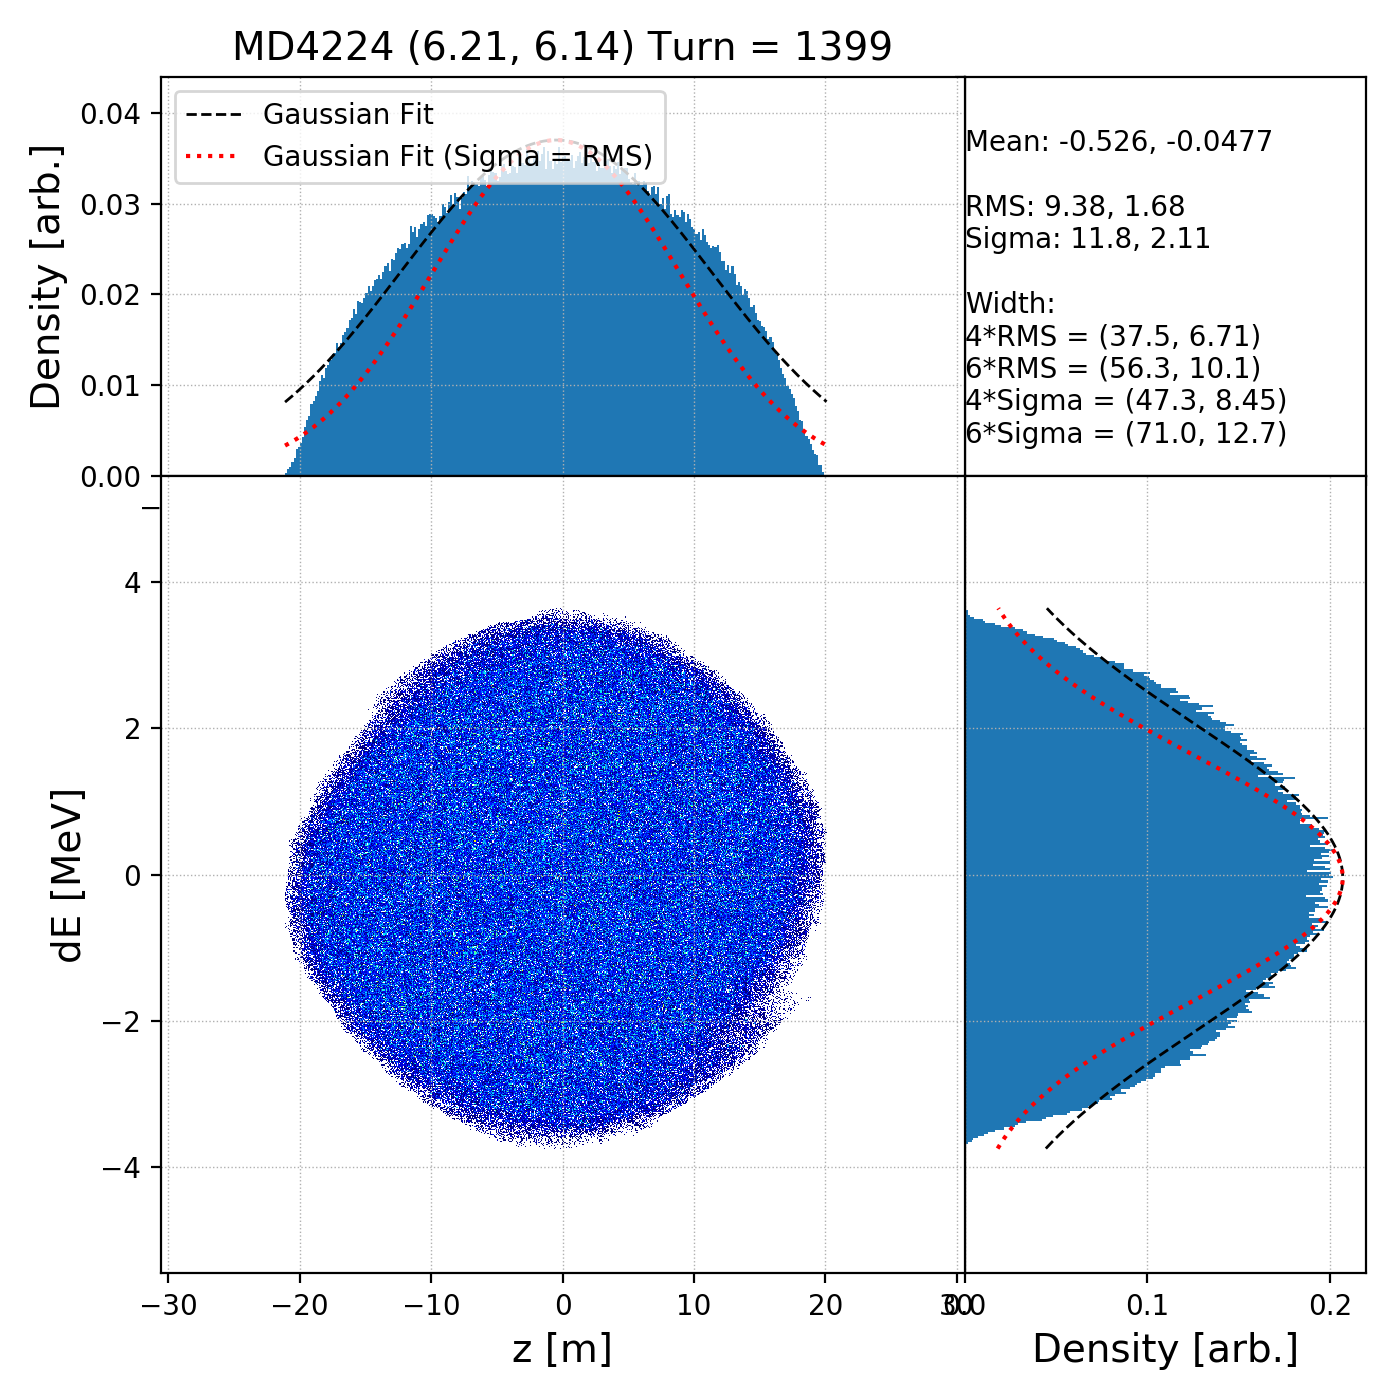 MD4224 (6.21, 6.14) Turn = 1399
Gaussian Fit
Gaussian Fit (Sigma = RMS)
Density [arb.]
0.04
0.03
0.02
0.01
0.00
Mean: -0.526, -0.0477
RMS: 9.38, 1.68
Sigma: 11.8, 2.11
Width:
4*RMS = (37.5, 6.71)
6*RMS = (56.3, 10.1)
4*Sigma = (47.3, 8.45)
6*Sigma = (71.0, 12.7)
dE [MeV]
4
2
0
−2
−4
−30
−20
−10
0
10
20
30
z [m]
0.0
0.1
0.2
Density [arb.]